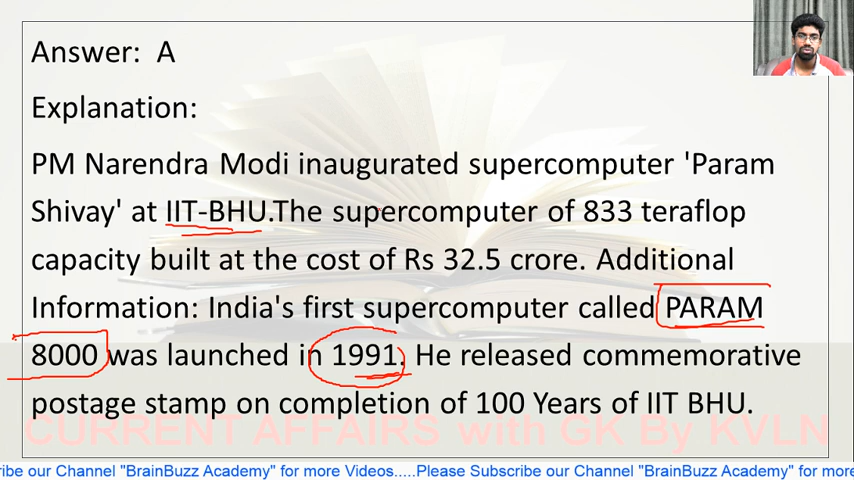 Answer: A
Explanation:
PM Narendra Modi inaugurated supercomputer 'Param
Shivay' at IIT-BHU.The supercomputer of 833 teraflop
capacity built at the cost of Rs 32.5 crore. Additional
Information: India's first supercomputer called PARAM
8000 was launched in 1991. He released commemorative
postage stamp on completion of 100 Years of IIT BHU.
CURRENT AFFAIRS with GK By KVLN
ribe our Channel "BrainBuzz Academy" for more Videos.....Please Subscribe our Channel "BrainBuzz Academy" for more